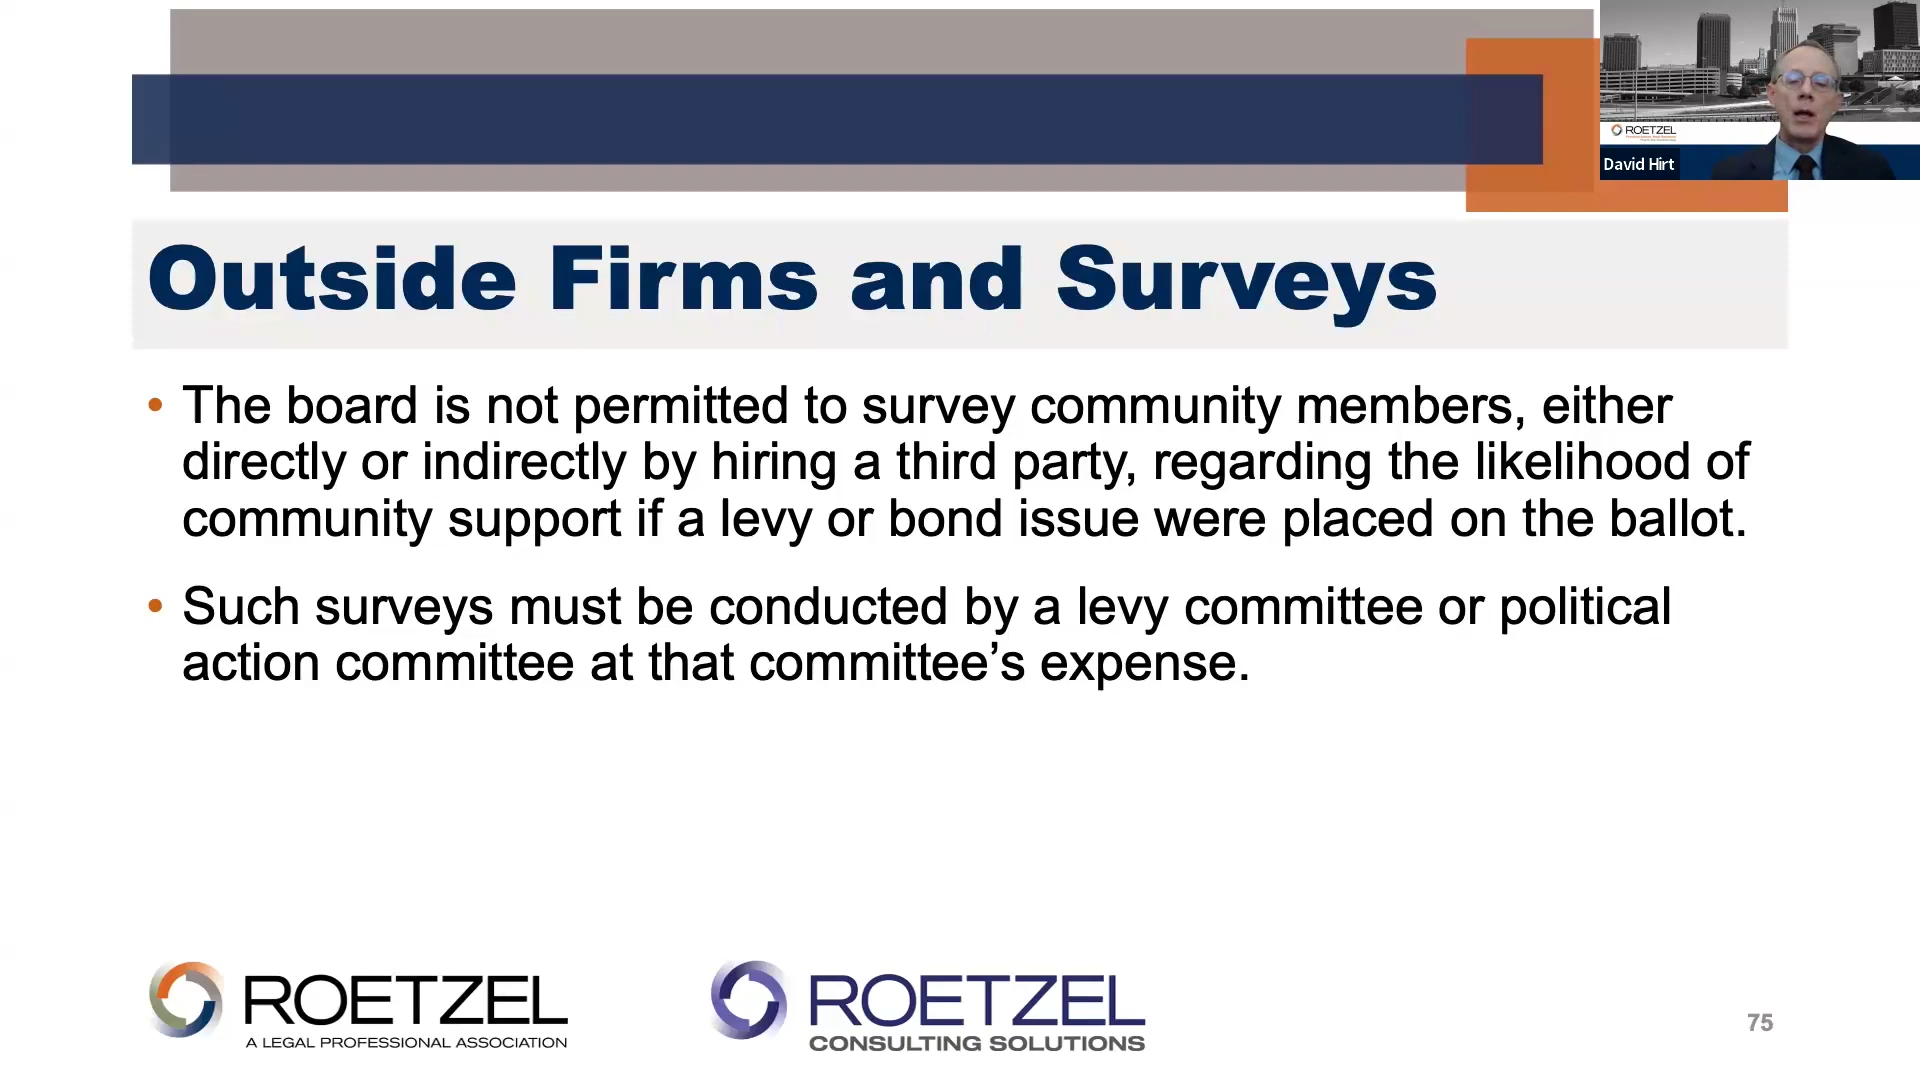 ROETZEL
David Hirt
Outside Firms and Surveys
• The board is not permitted to survey community members, either
directly or indirectly by hiring a third party, regarding the likelihood of
community support if a levy or bond issue were placed on the ballot.
• Such surveys must be conducted by a levy committee or political
action committee at that committee’s expense.
ROETZEL
A LEGAL PROFESSIONAL ASSOCIATION
ROETZEL
CONSULTING SOLUTIONS
75